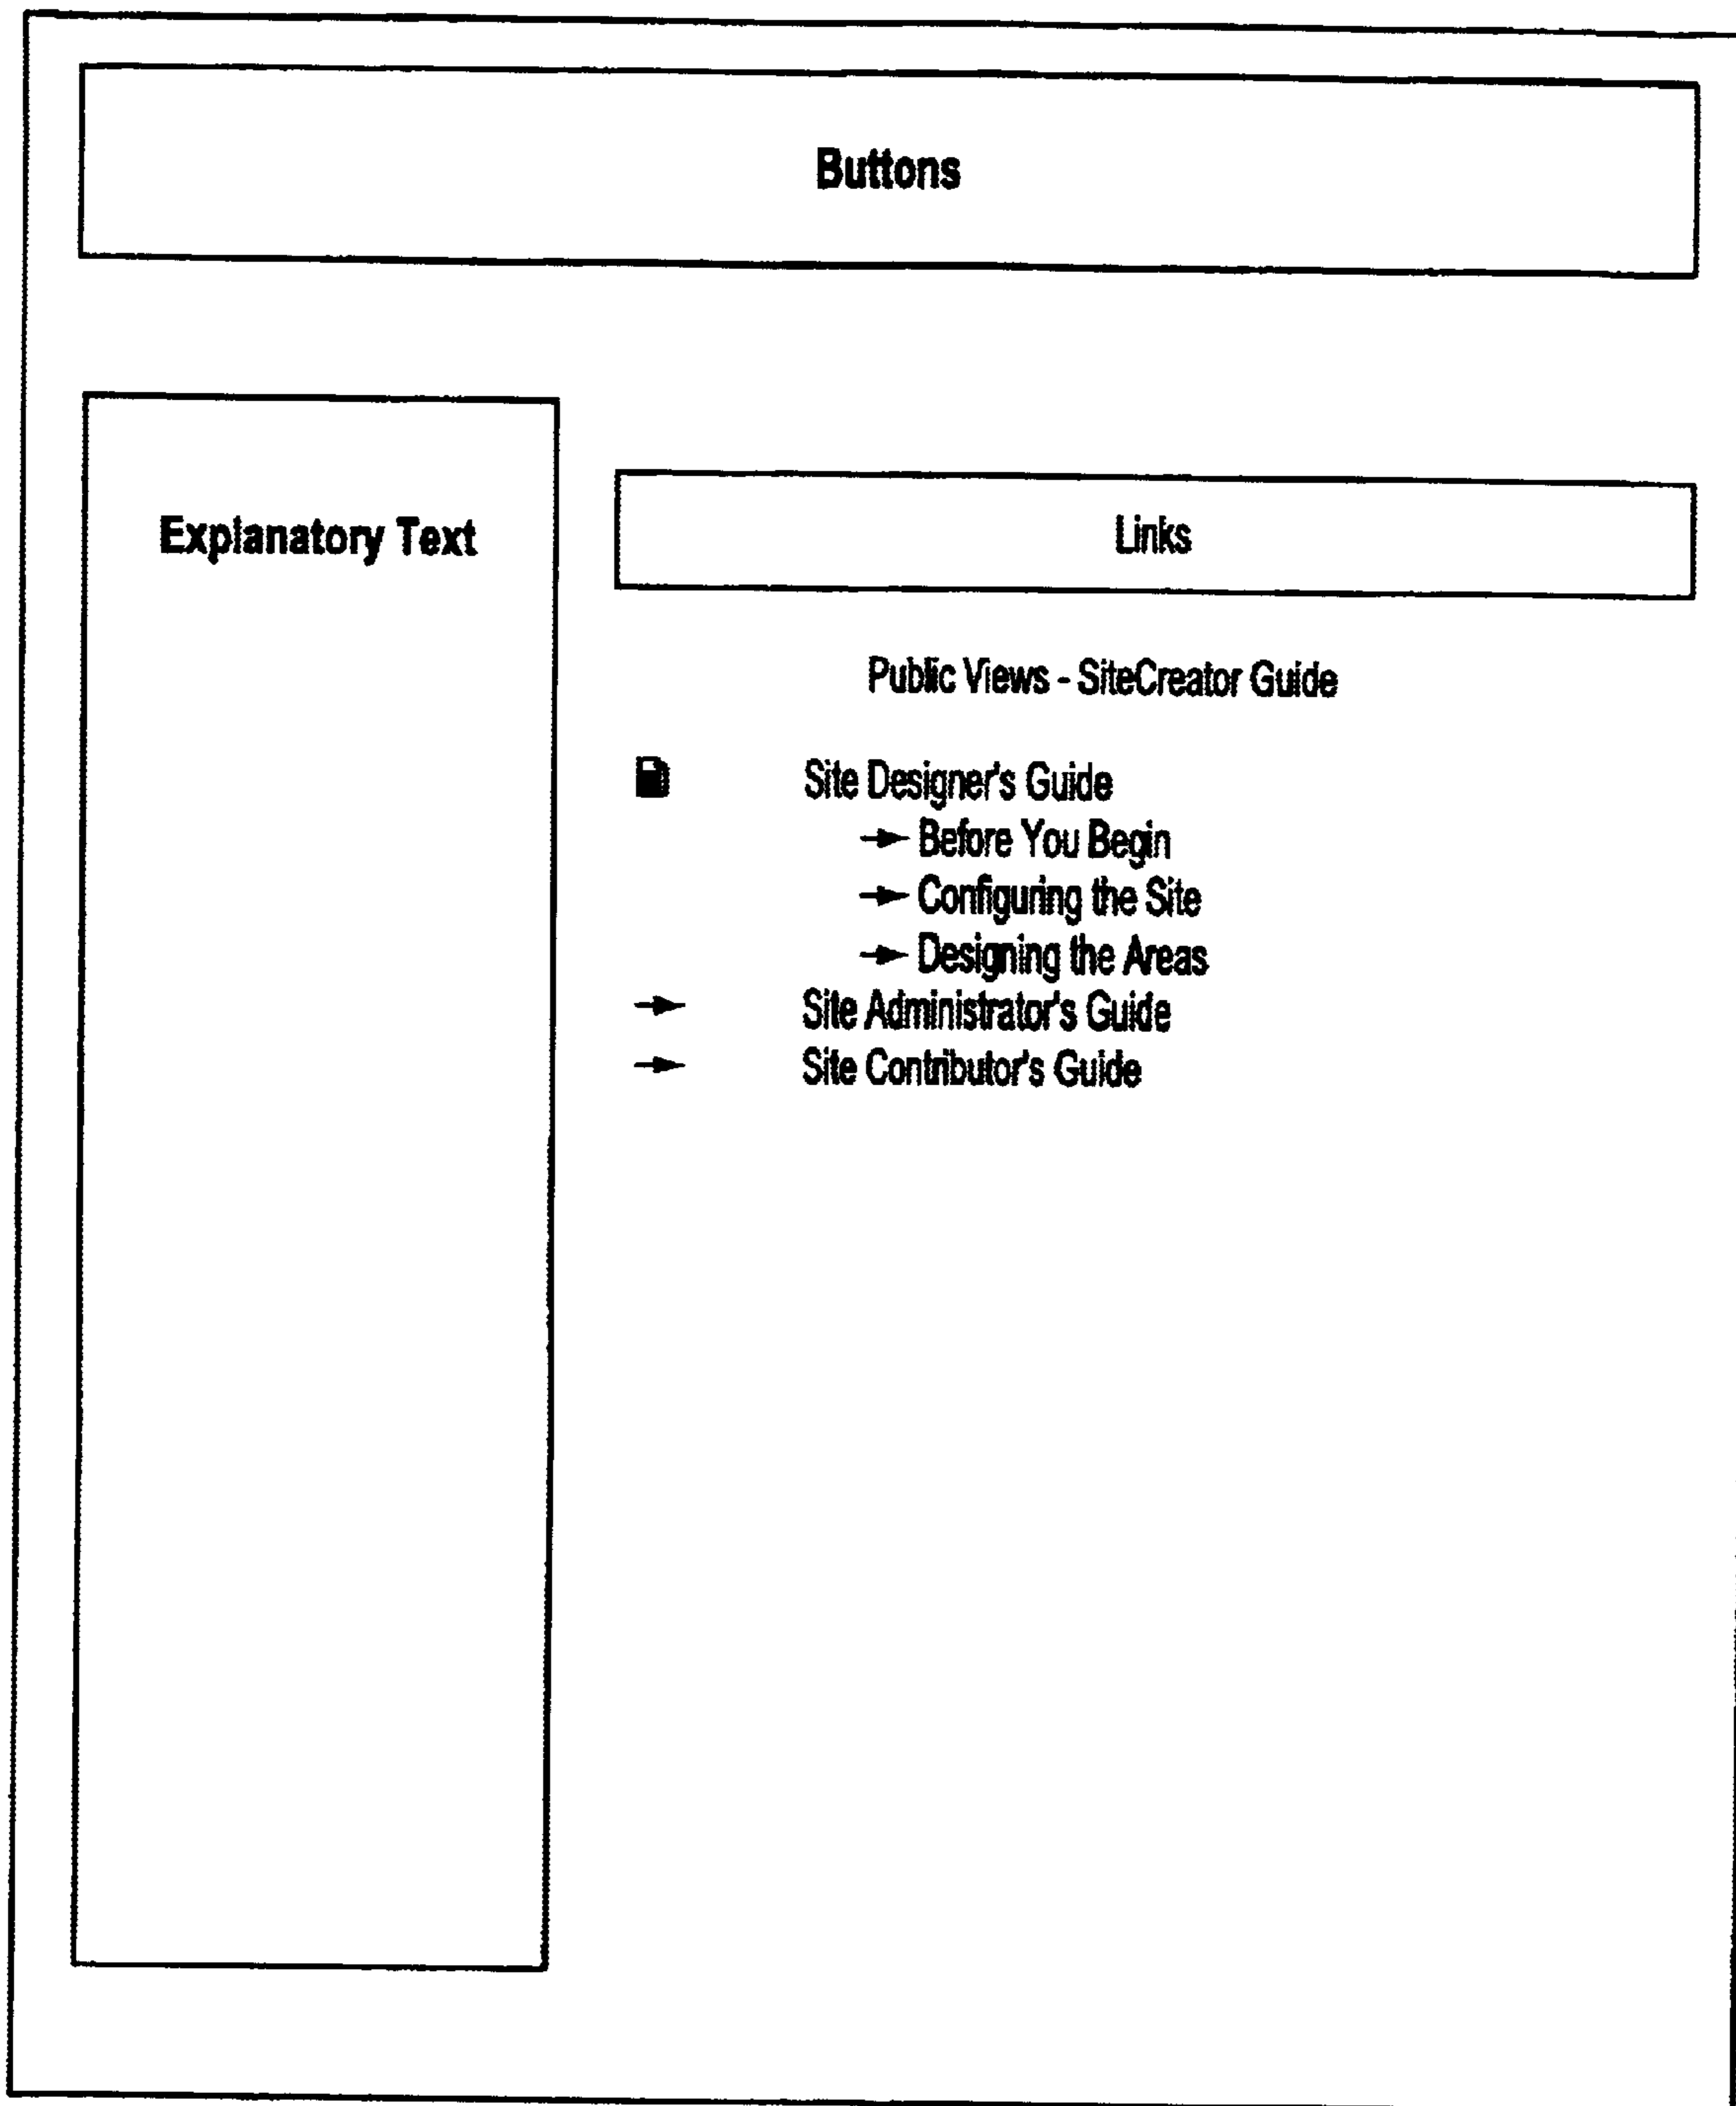 Buttons
Explanatory Text
Links
Public Views - SiteCreator Guide
Site Designer's Guide
Before You Begin
Configuring the Site
Designing the Areas
Site Administrator's Guide
Site Contributor's Guide